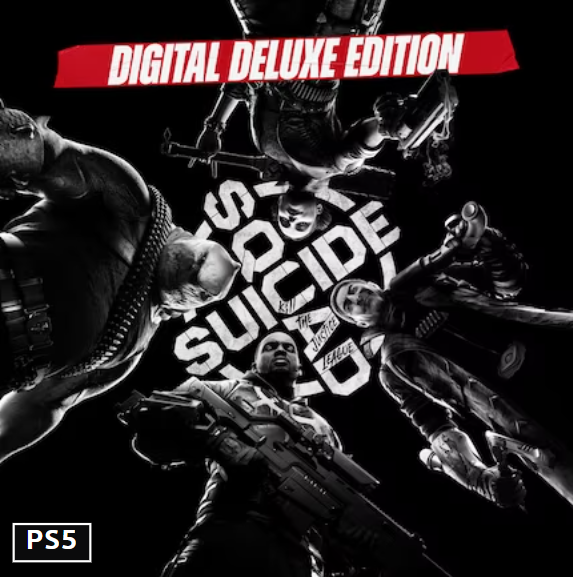 DIGITAL DELUXE EDITION
SUICIDE
SQUAD
KILL
THE
JUSTICE
LEAGUE
PS5